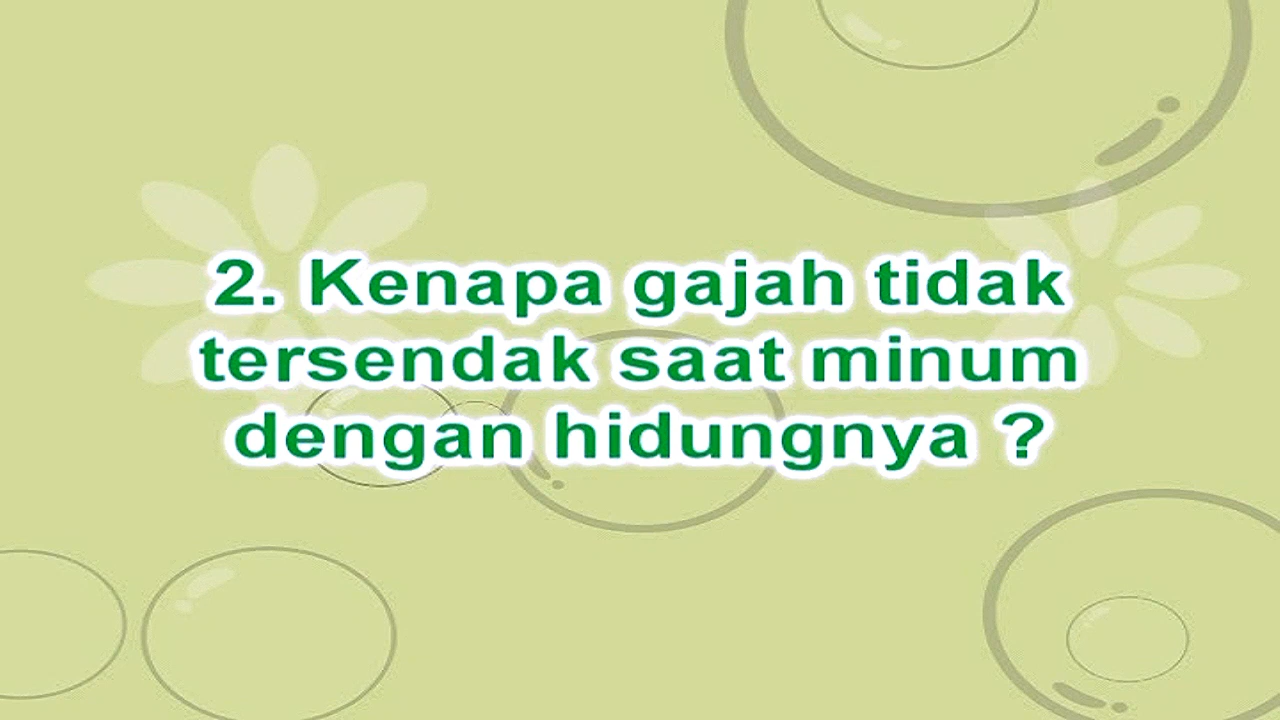 2. Kenapa gajah tidak
tersendak saat minum
dengan hidungnya ?